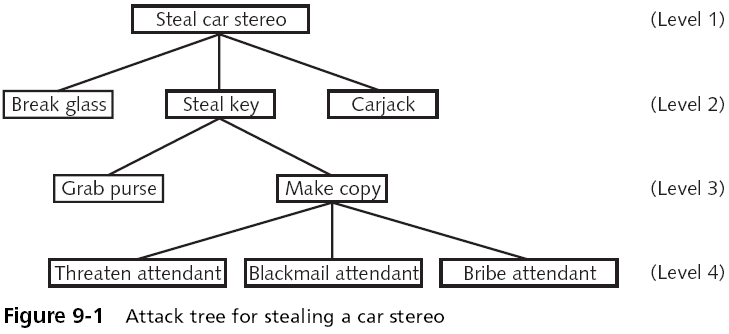 Steal car stereo (Level 1)
Break glass Steal key Carjack (Level 2)
Grab purse Make copy (Level 3)
Threaten attendant Blackmail attendant Bribe attendant (Level 4)
Figure 9-1 Attack tree for stealing a car stereo